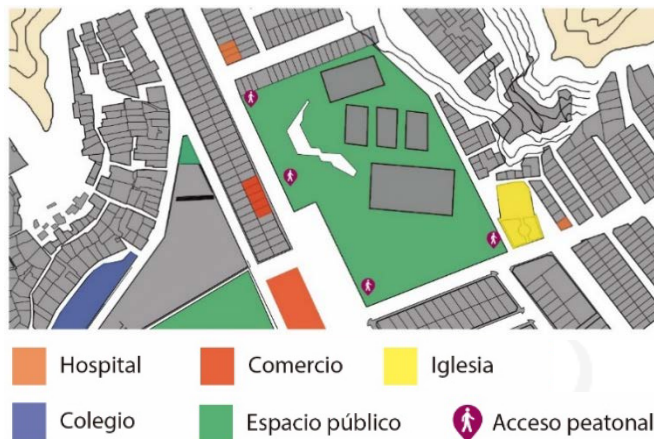 Hospital
Comercio
Iglesia
Colegio
Espacio público
Acceso peatonal